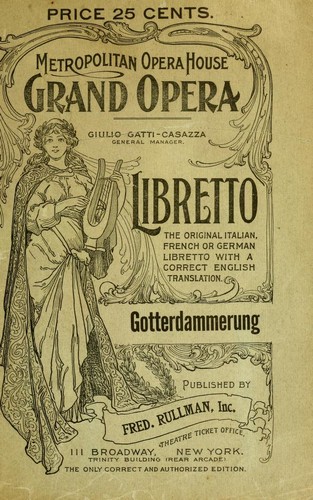 PRICE 25 CENTS.
METROPOLITAN OPERA HOUSE
GRAND OPERA
GIULIO GATTI-CASAZZA
GENERAL MANAGER.
LIBRETTO
THE ORIGINAL ITALIAN,
FRENCH OR GERMAN
LIBRETTO WITH A
CORRECT ENGLISH
TRANSLATION.
Gotterdammerung
PUBLISHED BY
FRED. RULLMAN, Inc.
THEATRE TICKET OFFICE,
111 BROADWAY, NEW YORK.
TRINITY BUILDING (REAR ARCADE)
THE ONLY CORRECT AND AUTHORIZED EDITION.